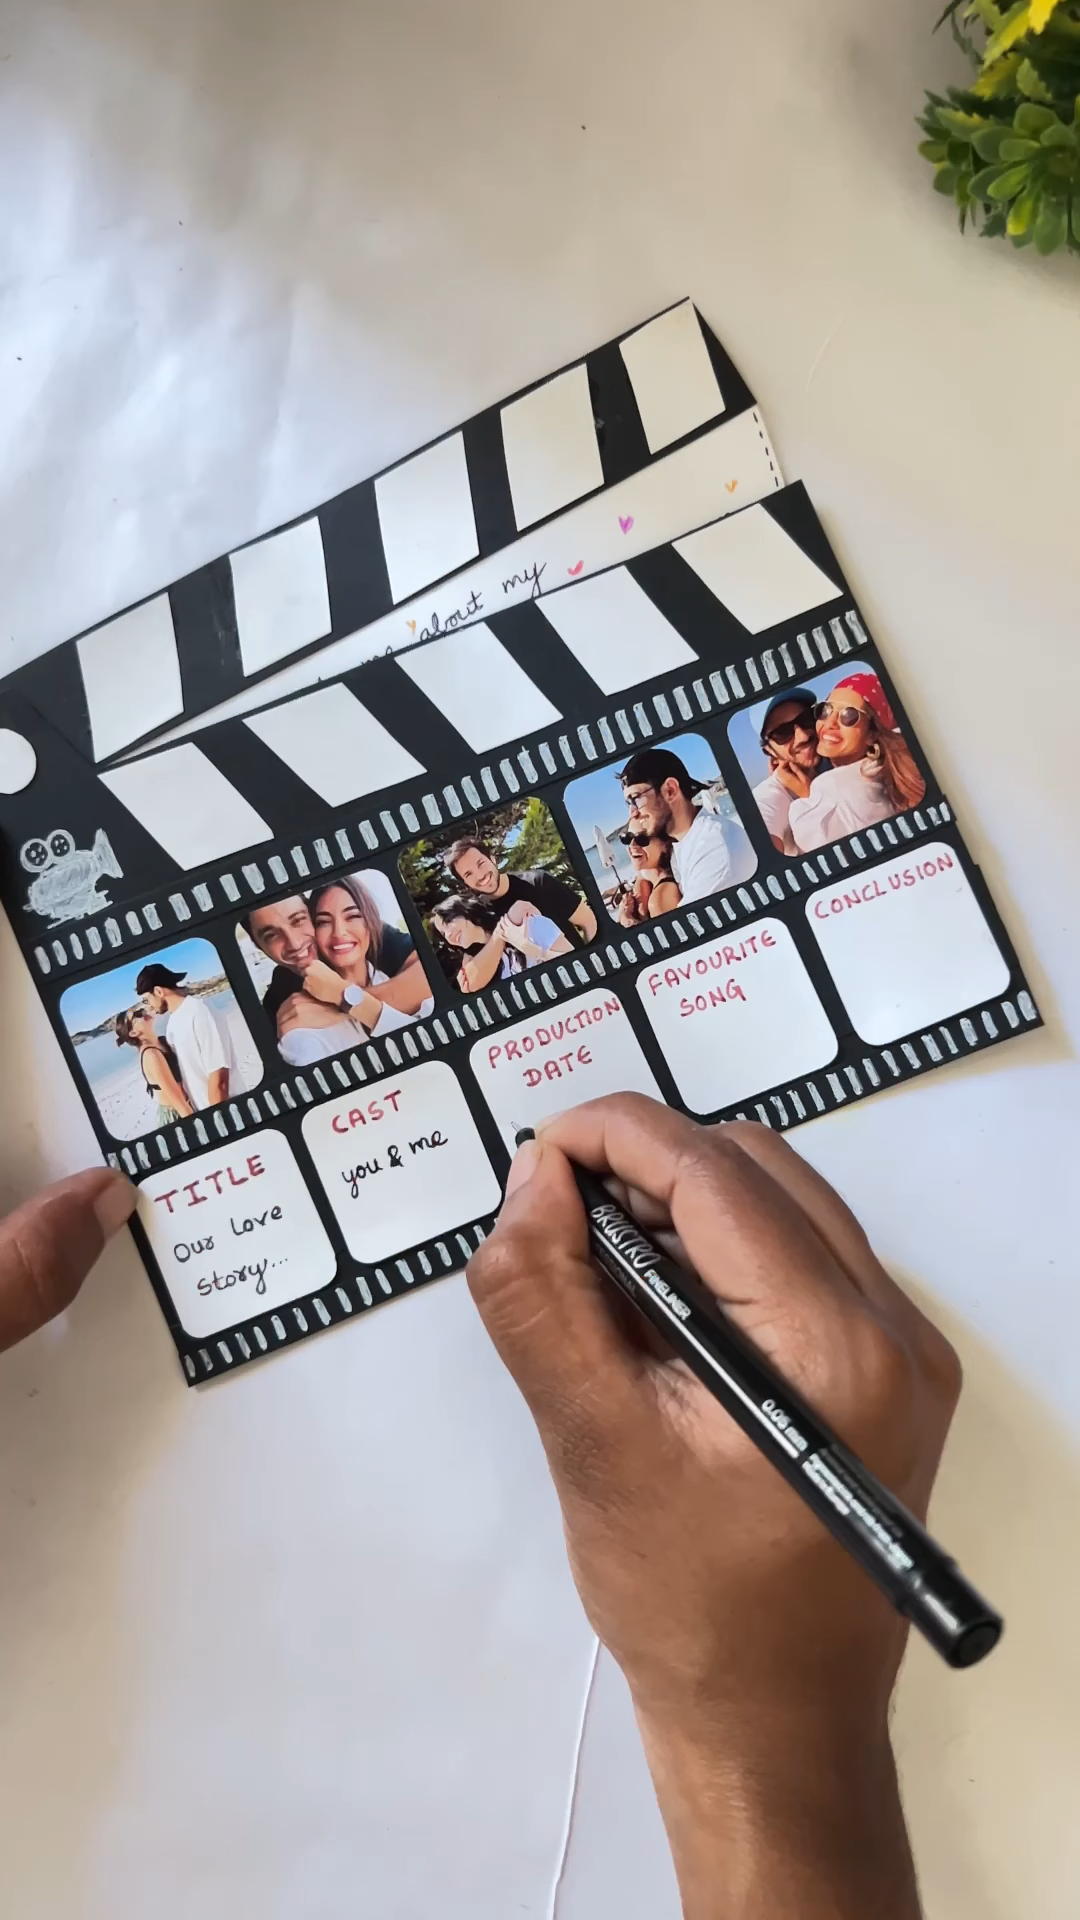 about my
TITLE
Our Love
story...
CAST
you & me
PRODUCTION
DATE
FAVOURITE
SONG
CONCLUSION
BRUSTRO
FINELINER
0.05 mm